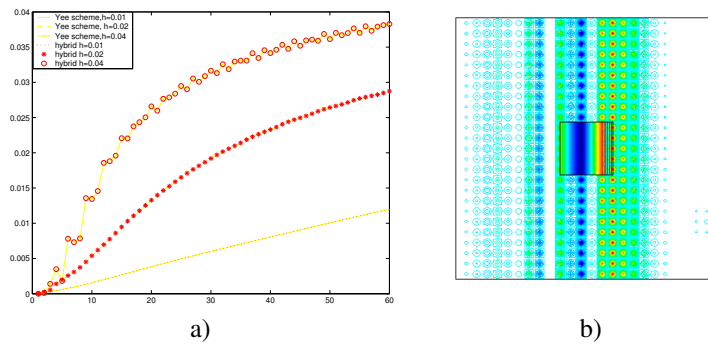 0.04
0.035
0.03
0.025
0.02
0.015
0.01
0.005
0
Yee scheme,h=0.01
Yee scheme, h=0.02
Yee scheme,h=0.04
hybrid h=0.01
hybrid h=0.02
hybrid h=0.04
0 10 20 30 40 50 60
a)
b)